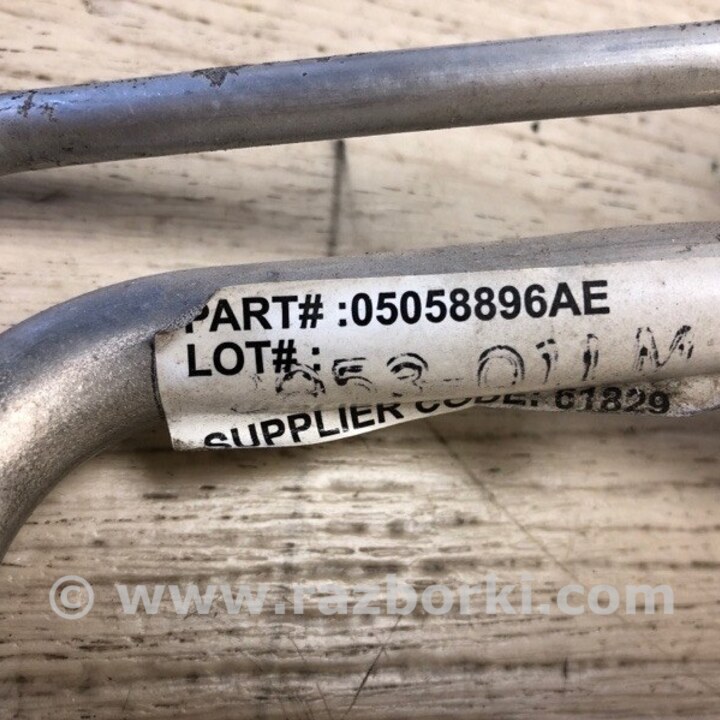 PART# :05058896AE
LOT# :
SUPPLIER CODE: 61829
© www.razborki.com